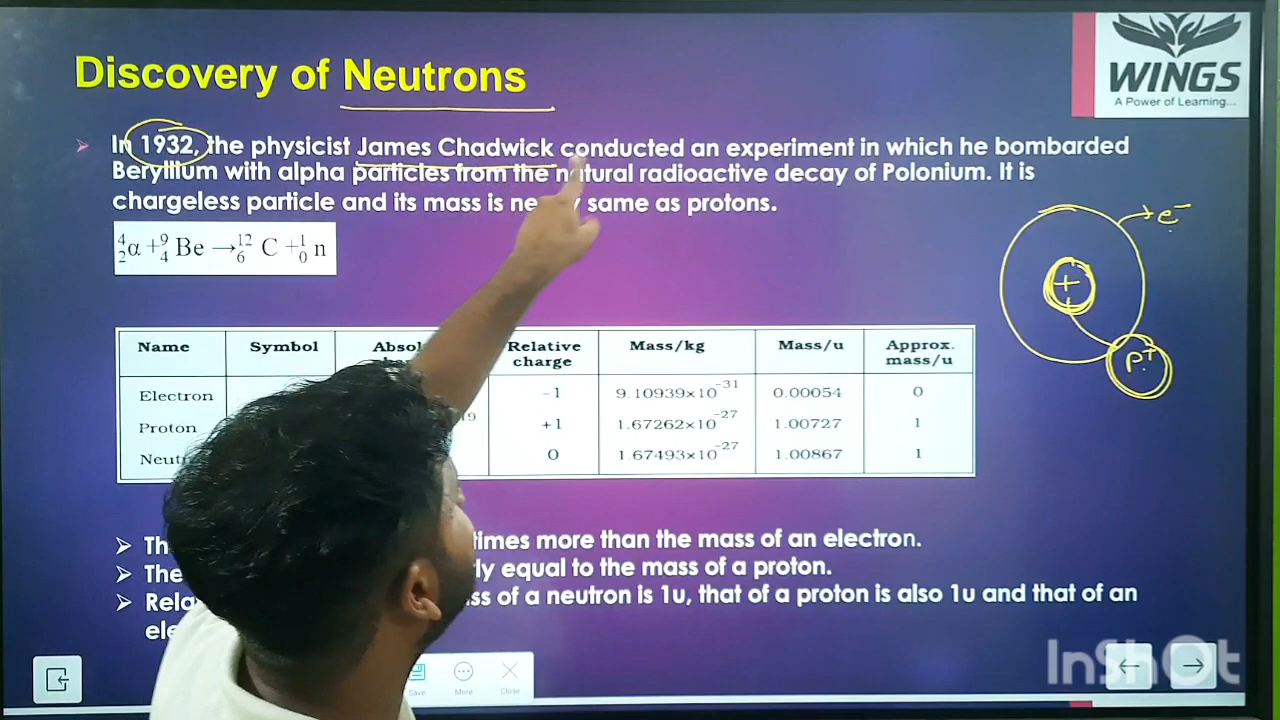 Discovery of Neutrons
WINGS
A Power of Learning...
In 1932, the physicist James Chadwick conducted an experiment in which he bombarded
Beryllium with alpha particles from the natural radioactive decay of Polonium. It is
chargeless particle and its mass is same as protons.
⁴₂α +⁹₄Be →¹²₆C +¹₀n
e⁻
+
P⁺
Name Symbol Relative charge Mass/kg Mass/u Approx. mass/u
Electron −1 9.10939×10⁻³¹ 0.00054 0
Proton +1 1.67262×10⁻²⁷ 1.00727 1
0 1.67493×10⁻²⁷ 1.00867 1
times more than the mass of an electron.
The equal to the mass of a proton.
of a neutron is 1u, that of a proton is also 1u and that of an
Save More Close
InShOt